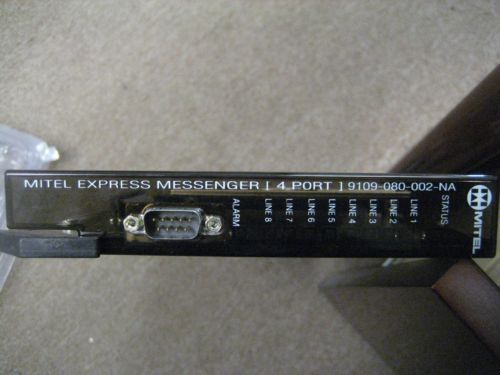 MITEL EXPRESS MESSENGER [ 4 PORT ] 9109-080-002-NA
ALARM
LINE 8
LINE 7
LINE 6
LINE 5
LINE 4
LINE 3
LINE 2
LINE 1
STATUS
MITEL